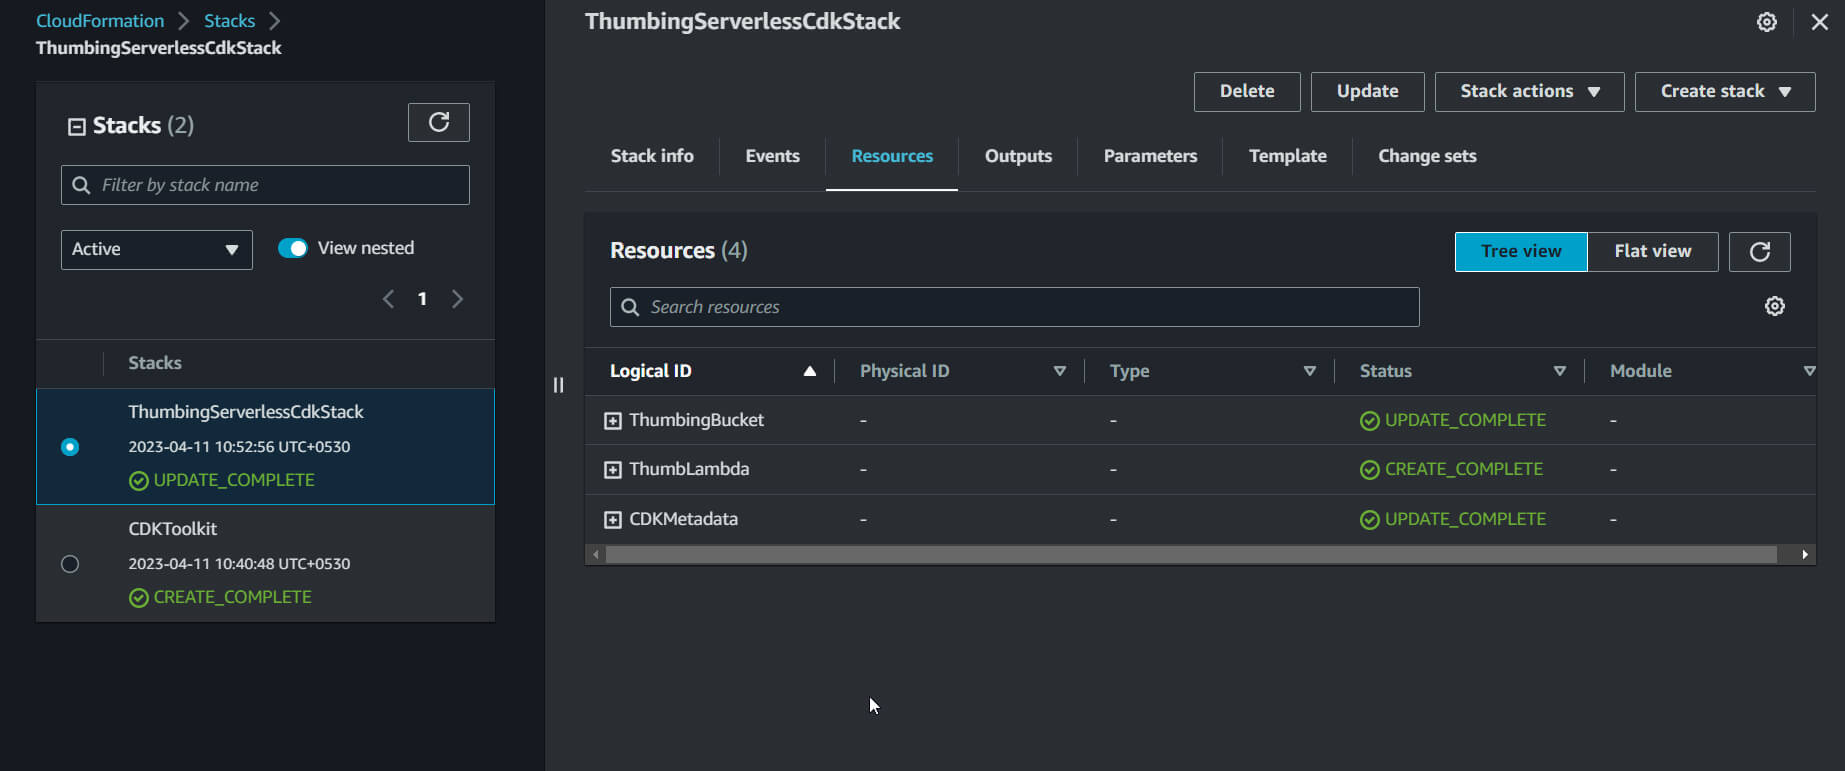 CloudFormation Stacks
ThumbingServerlessCdkStack
Stacks (2)
Filter by stack name
Active View nested
1
Stacks
ThumbingServerlessCdkStack
2023-04-11 10:52:56 UTC+0530
UPDATE_COMPLETE
CDKToolkit
2023-04-11 10:40:48 UTC+0530
CREATE_COMPLETE
ThumbingServerlessCdkStack
Delete Update Stack actions Create stack
Stack info Events Resources Outputs Parameters Template Change sets
Resources (4) Tree view Flat view
Search resources
Logical ID Physical ID Type Status Module
ThumbingBucket - - UPDATE_COMPLETE -
ThumbLambda - - CREATE_COMPLETE -
CDKMetadata - - UPDATE_COMPLETE -